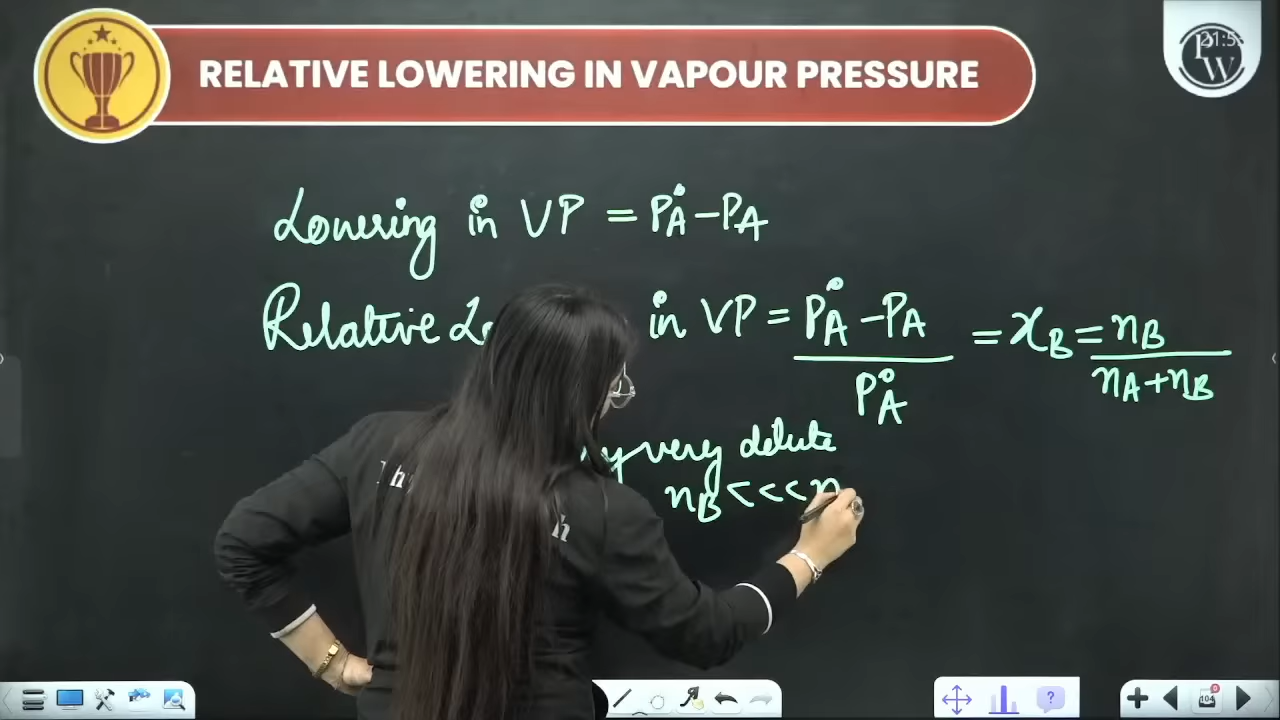 RELATIVE LOWERING IN VAPOUR PRESSURE
Lowering in VP = P°A - PA
Relative in VP = P°A - PA / P°A = xB = nB / nA + nB
very dilute
nB <<< n